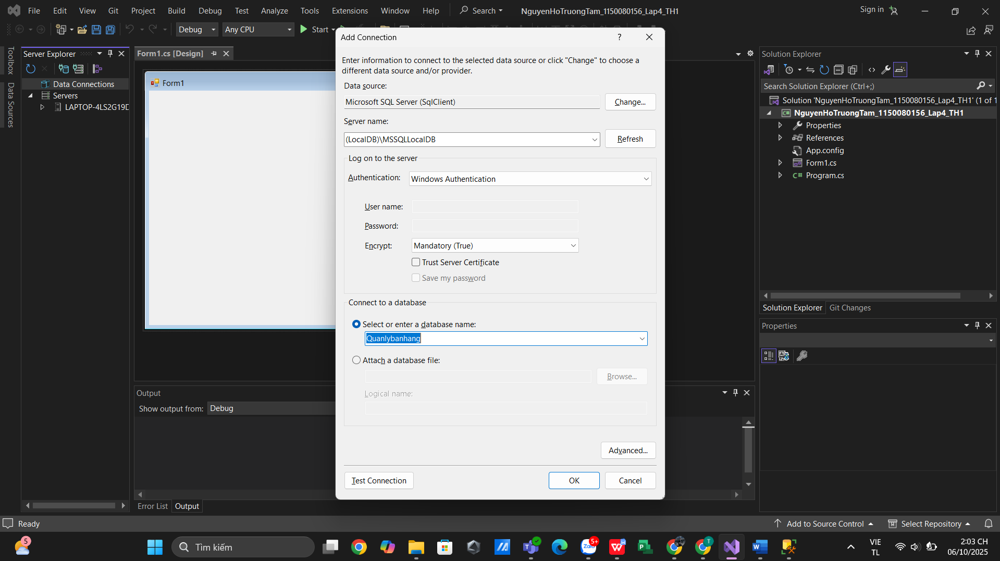 File Edit View Git Project Build Debug Test Analyze Tools Extensions Window Help Search NguyenHoTruongTam_1150080156_Lap4_TH1 Sign in
Debug Any CPU Start
Toolbox
Data Sources
Server Explorer
Data Connections
Servers
LAPTOP-4LS2G19D
Form1.cs [Design]
Form1
Add Connection ?
Enter information to connect to the selected data source or click "Change" to choose a
different data source and/or provider.
Data source:
Microsoft SQL Server (SqlClient) Change...
Server name:
(LocalDB)\MSSQLLocalDB Refresh
Log on to the server
Authentication: Windows Authentication
User name:
Password:
Encrypt: Mandatory (True)
Trust Server Certificate
Save my password
Connect to a database
Select or enter a database name:
Quanlybanhang
Attach a database file:
Browse...
Logical name:
Advanced...
Test Connection OK Cancel
Solution Explorer
Search Solution Explorer (Ctrl+;)
Solution 'NguyenHoTruongTam_1150080156_Lap4_TH1' (1 of 1
NguyenHoTruongTam_1150080156_Lap4_TH1
Properties
References
App.config
Form1.cs
Program.cs
Solution Explorer Git Changes
Properties
Output
Show output from: Debug
Error List Output
Ready Add to Source Control Select Repository
5 Tìm kiếm 5+ VIE 2:03 CH
TL 06/10/2025